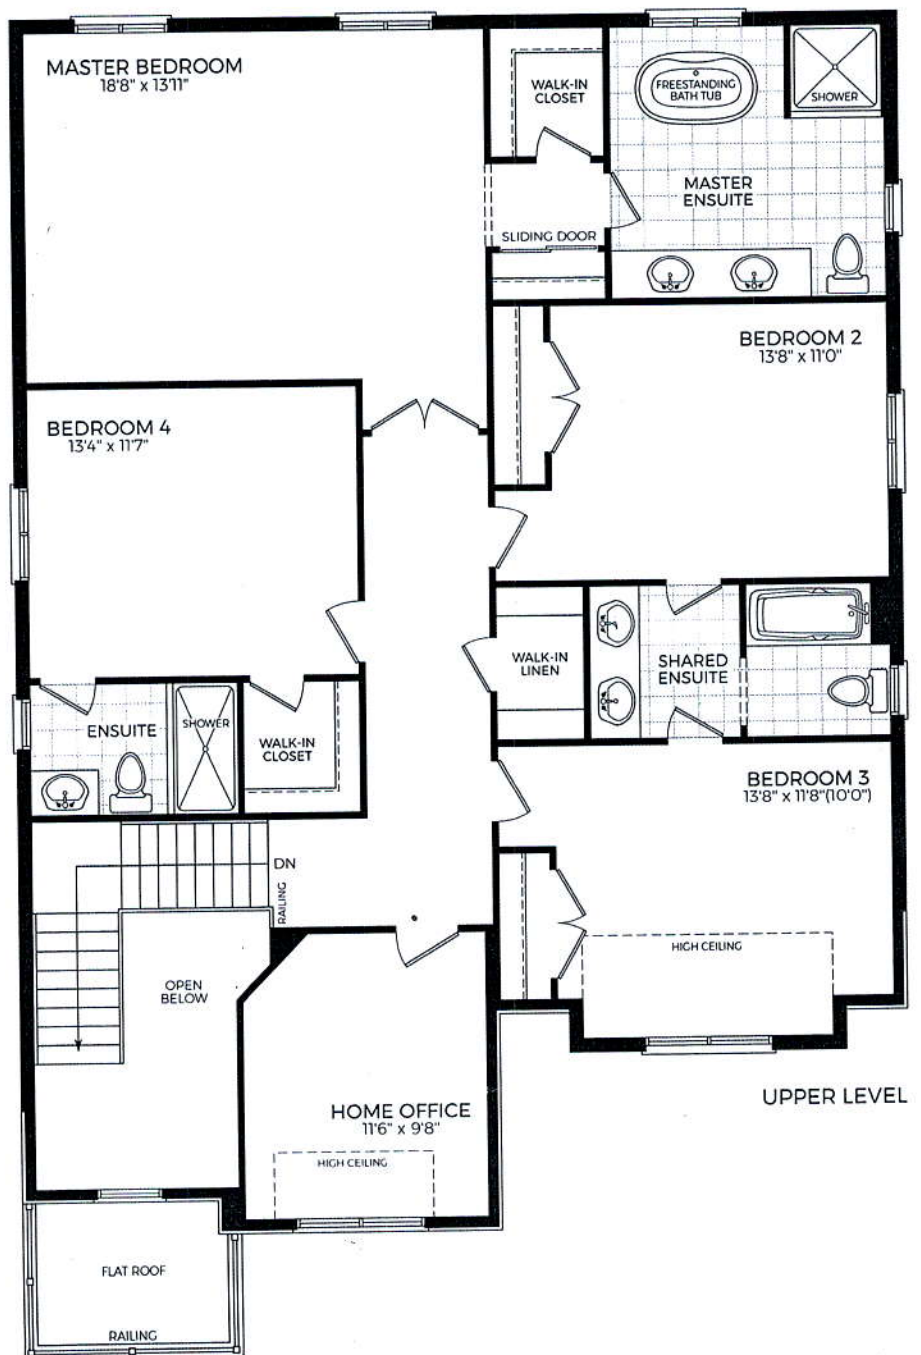 MASTER BEDROOM
18'8" x 13'11"
WALK-IN
CLOSET
FREESTANDING
BATH TUB
SHOWER
MASTER
ENSUITE
SLIDING DOOR
BEDROOM 2
13'8" x 11'0"
BEDROOM 4
13'4" x 11'7"
WALK-IN
LINEN
SHARED
ENSUITE
ENSUITE
SHOWER
WALK-IN
CLOSET
BEDROOM 3
13'8" x 11'8"(10'0")
DN
RAILING
HIGH CEILING
OPEN
BELOW
HOME OFFICE
11'6" x 9'8"
HIGH CEILING
UPPER LEVEL
FLAT ROOF
RAILING